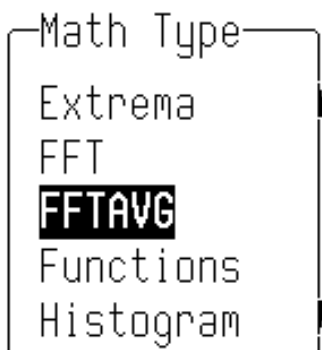 Math Type
Extrema
FFT
FFTAVG
Functions
Histogram